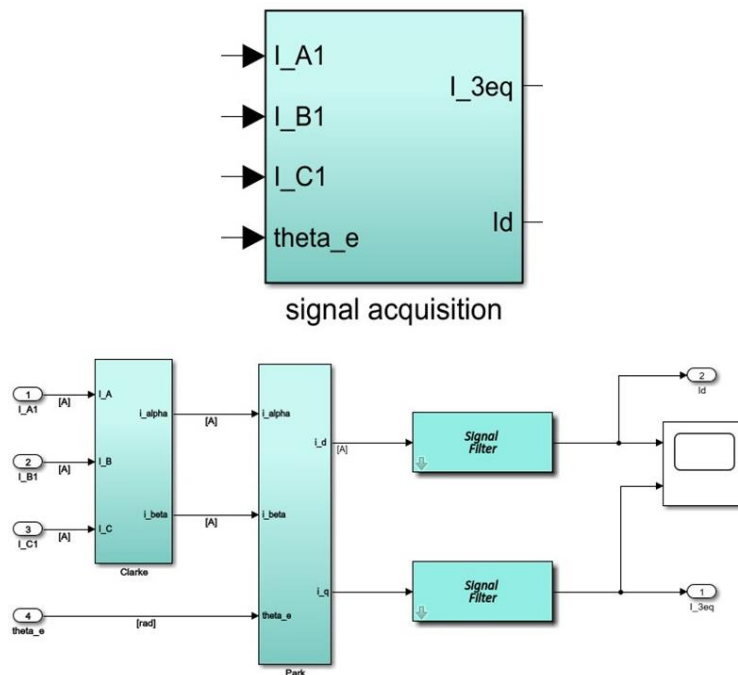 I_A1
I_3eq
I_B1
I_C1
Id
theta_e
signal acquisition
1
I_A1
[A]
I_A
i_alpha
[A]
i_alpha
2
I_B1
[A]
I_B
i_d
[A]
Signal
Filter
2
Id
3
I_C1
[A]
I_C
i_beta
[A]
i_beta
Clarke
i_q
Signal
Filter
1
I_3eq
4
theta_e
[rad]
theta_e
Park